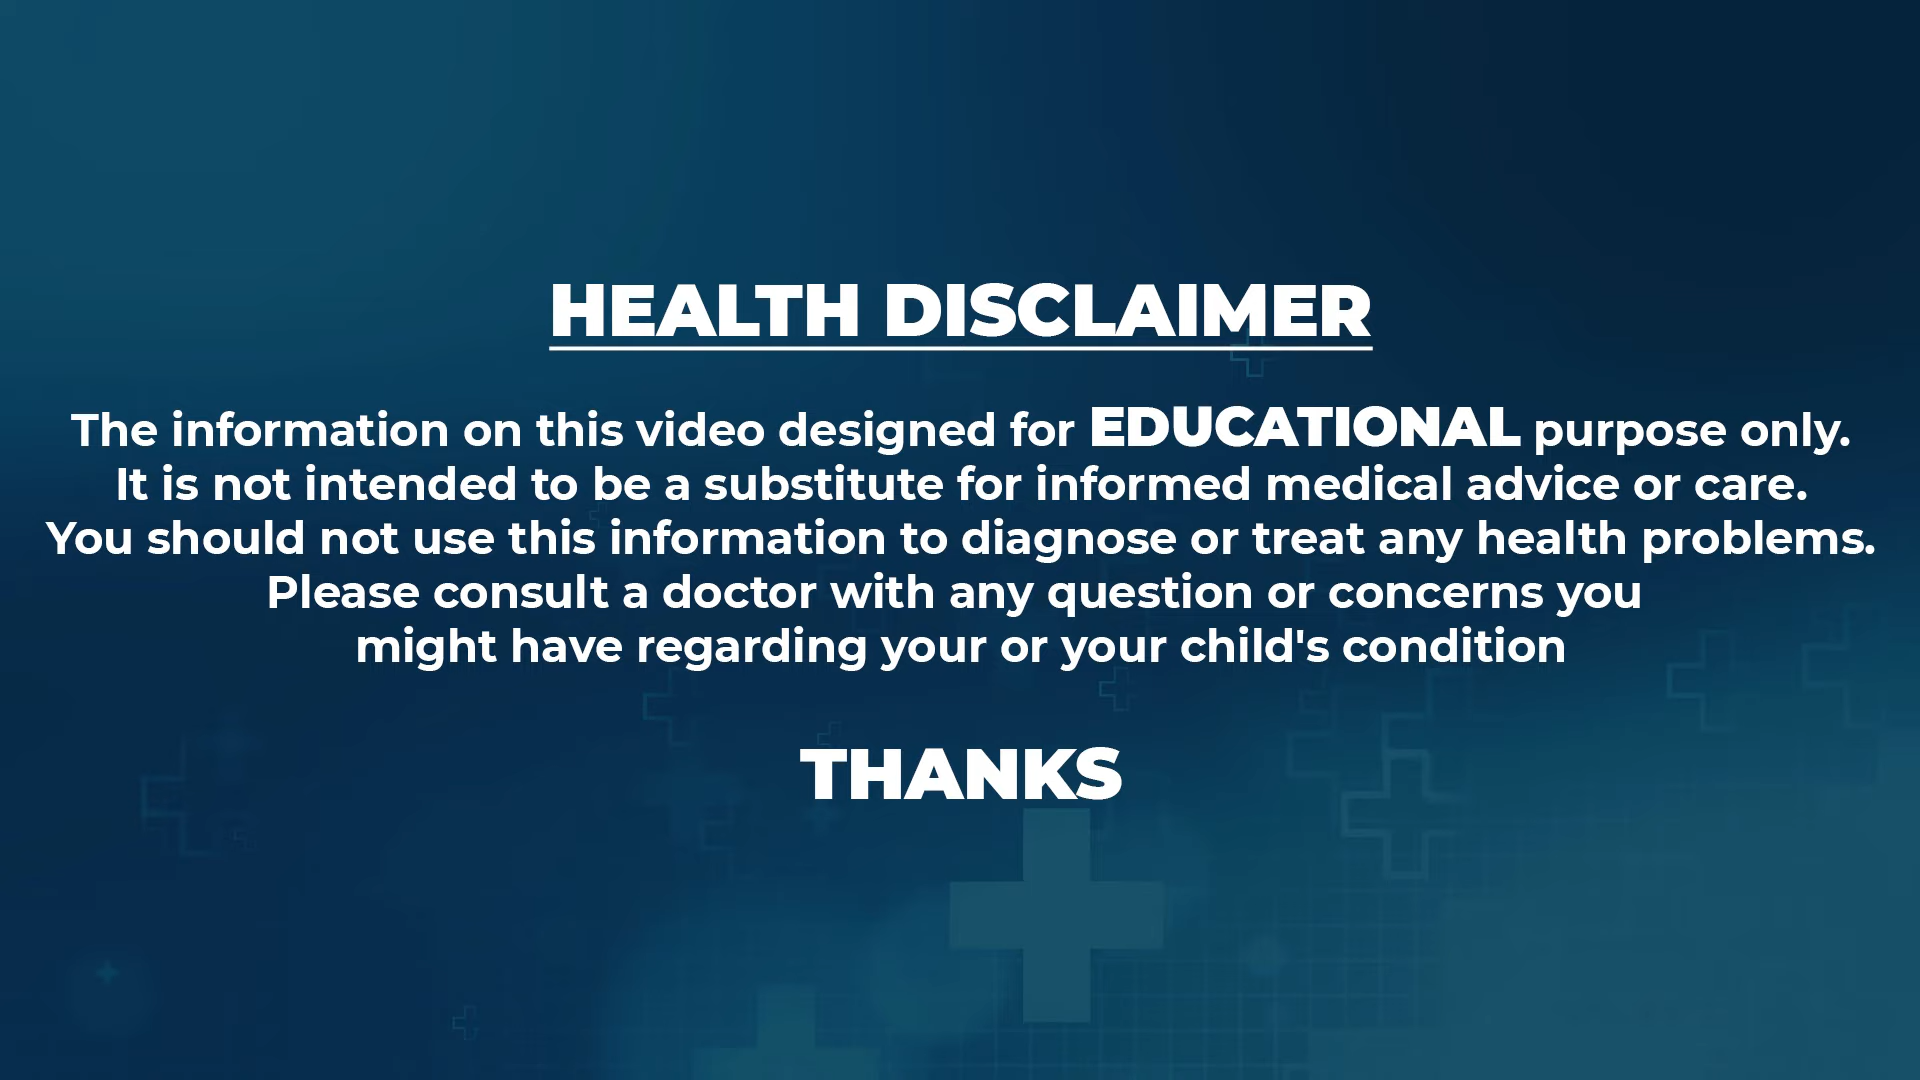 HEALTH DISCLAIMER
The information on this video designed for EDUCATIONAL purpose only.
It is not intended to be a substitute for informed medical advice or care.
You should not use this information to diagnose or treat any health problems.
Please consult a doctor with any question or concerns you
might have regarding your or your child's condition
THANKS